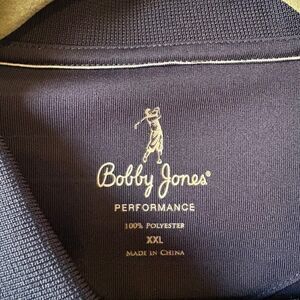 Bobby Jones®
PERFORMANCE
100% POLYESTER
XXL
MADE IN CHINA